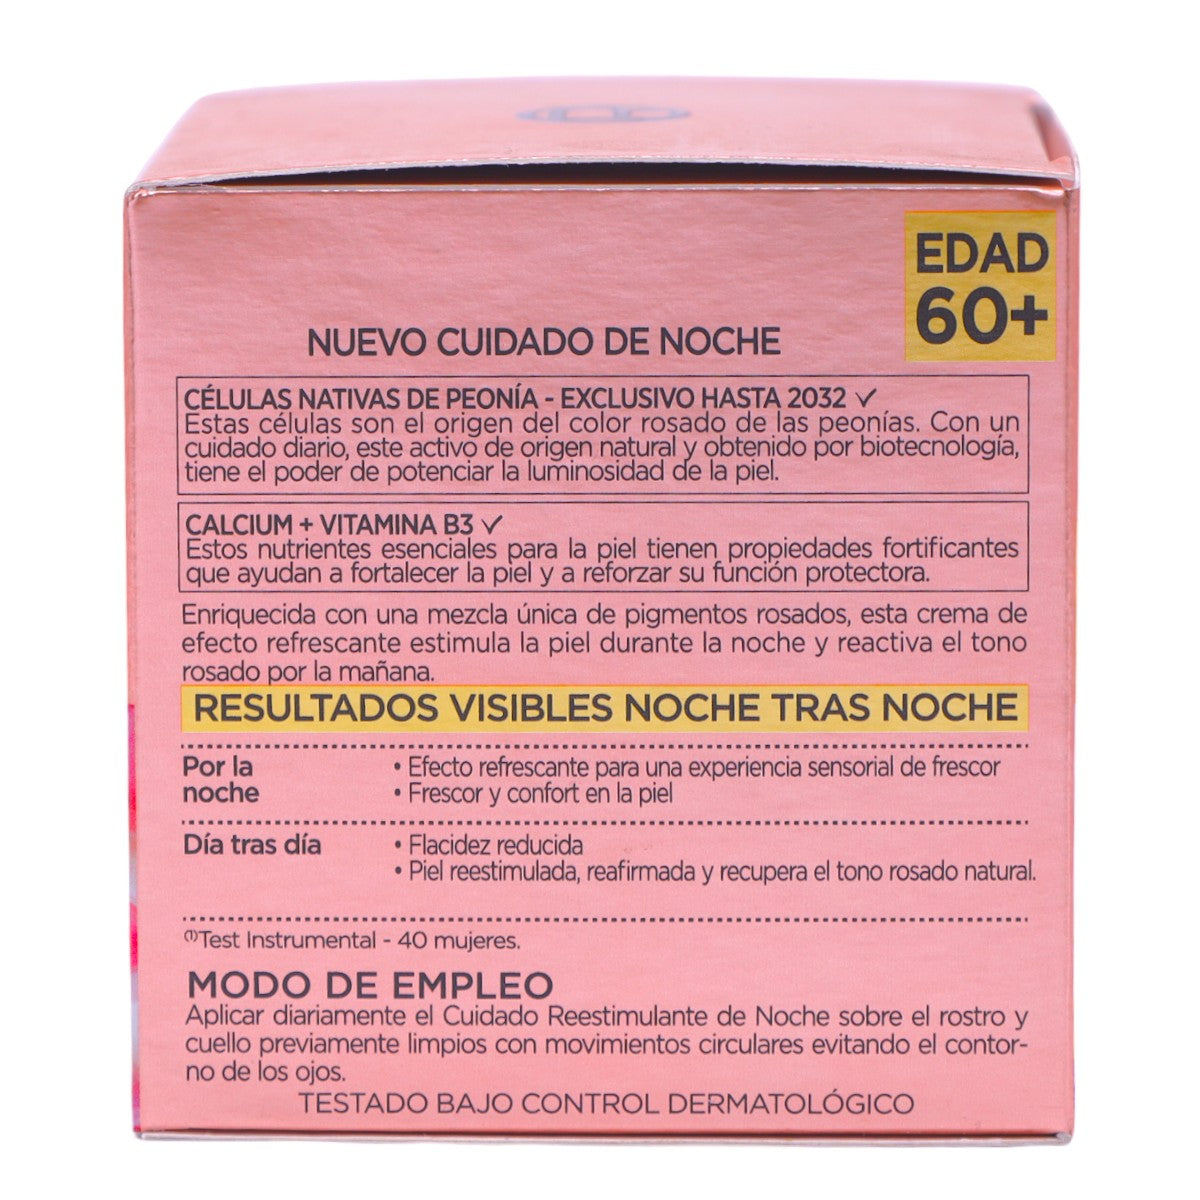 EDAD
60+
NUEVO CUIDADO DE NOCHE
CÉLULAS NATIVAS DE PEONÍA - EXCLUSIVO HASTA 2032 ✓
Estas células son el origen del color rosado de las peonías. Con un
cuidado diario, este activo de origen natural y obtenido por biotecnología,
tiene el poder de potenciar la luminosidad de la piel.
CALCIUM + VITAMINA B3 ✓
Estos nutrientes esenciales para la piel tienen propiedades fortificantes
que ayudan a fortalecer la piel y a reforzar su función protectora.
Enriquecida con una mezcla única de pigmentos rosados, esta crema de
efecto refrescante estimula la piel durante la noche y reactiva el tono
rosado por la mañana.
RESULTADOS VISIBLES NOCHE TRAS NOCHE
Por la • Efecto refrescante para una experiencia sensorial de frescor
noche • Frescor y confort en la piel
Día tras día • Flacidez reducida
• Piel reestimulada, reafirmada y recupera el tono rosado natural.
(1)Test Instrumental - 40 mujeres.
MODO DE EMPLEO
Aplicar diariamente el Cuidado Reestimulante de Noche sobre el rostro y
cuello previamente limpios con movimientos circulares evitando el contor-
no de los ojos.
TESTADO BAJO CONTROL DERMATOLÓGICO